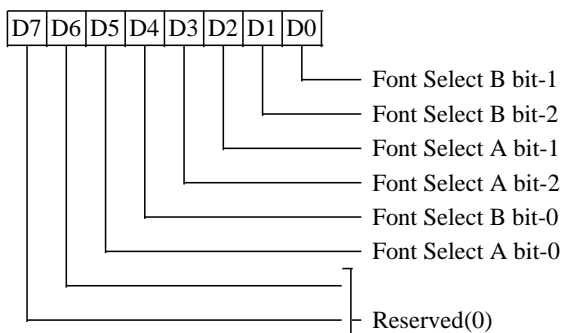 D7 D6 D5 D4 D3 D2 D1 D0
Font Select B bit-1
Font Select B bit-2
Font Select A bit-1
Font Select A bit-2
Font Select B bit-0
Font Select A bit-0
Reserved(0)